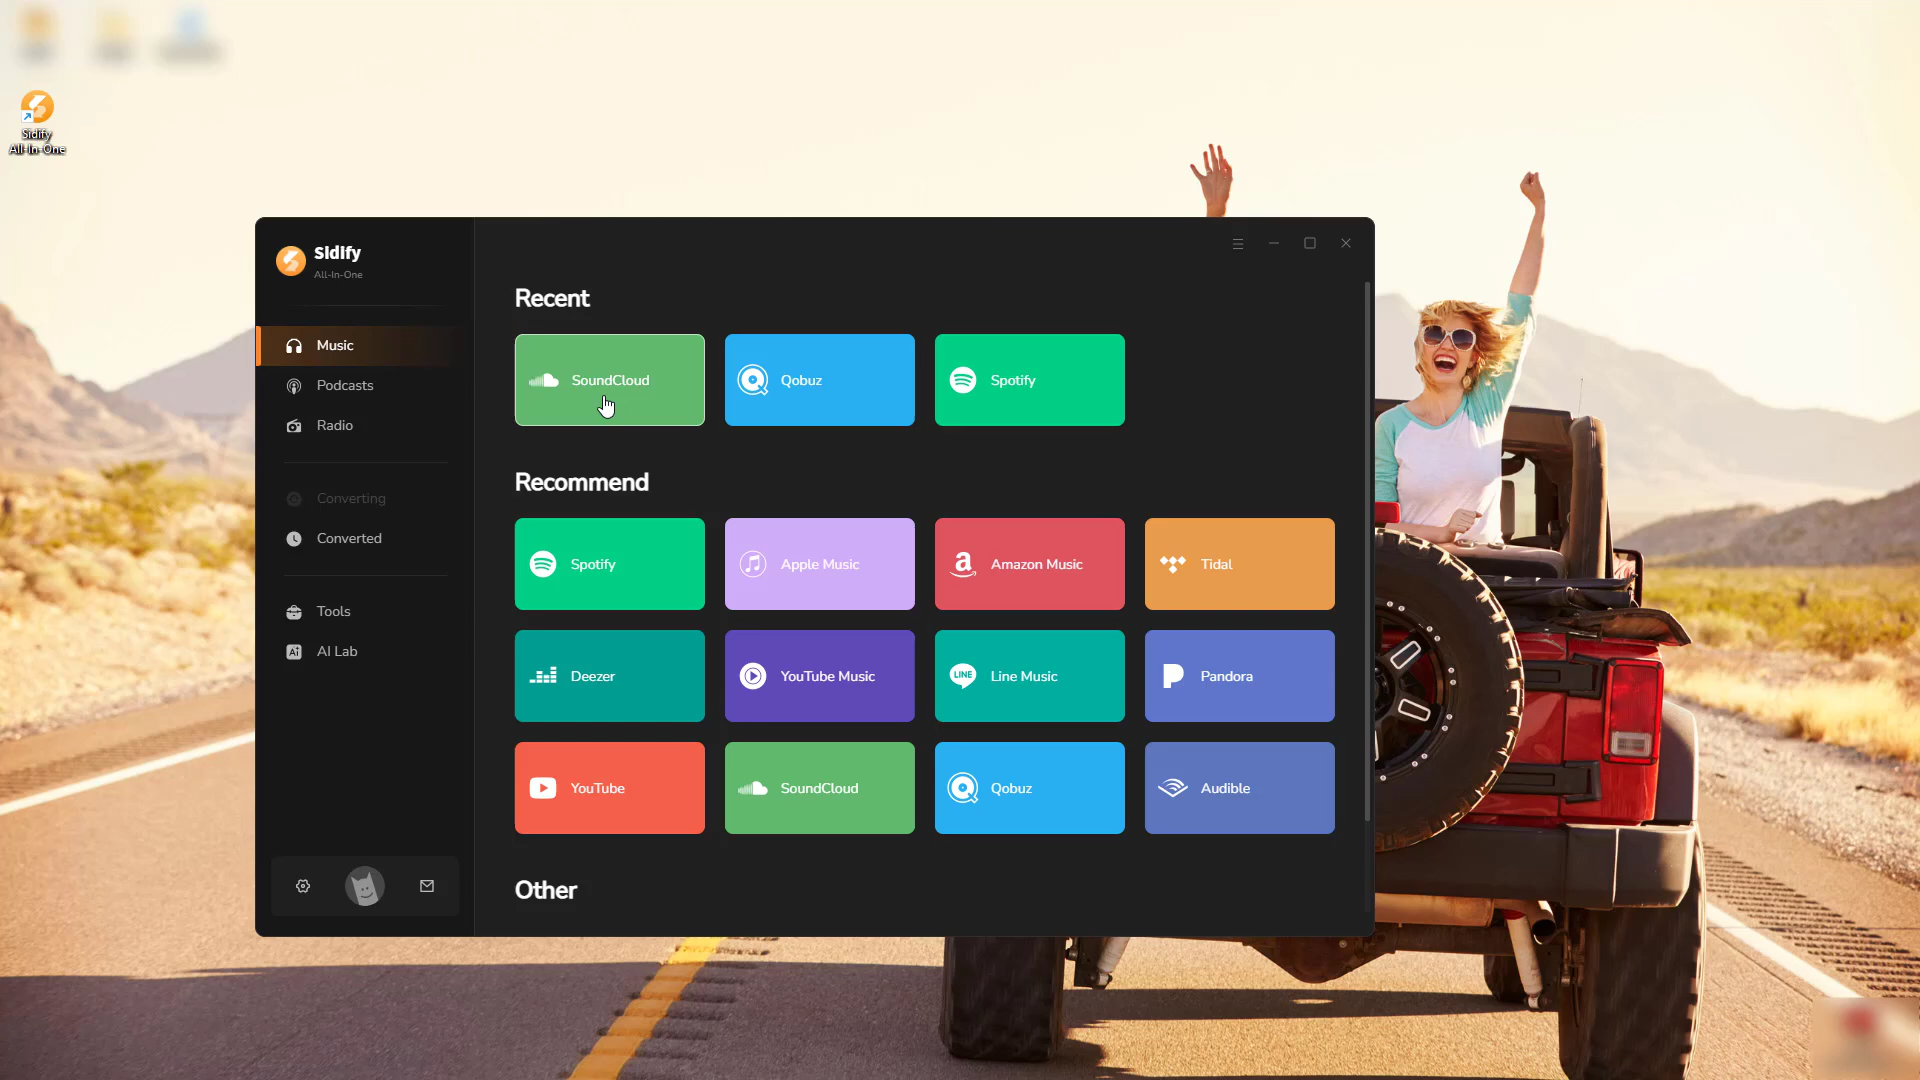 Sidify
All-In-One
Sidify
All-In-One
Music
Podcasts
Radio
Converting
Converted
Tools
Ai
AI Lab
Recent
SoundCloud
Qobuz
Spotify
Recommend
Spotify
Apple Music
Amazon Music
Tidal
Deezer
YouTube Music
LINE
Line Music
Pandora
YouTube
SoundCloud
Qobuz
Audible
Other